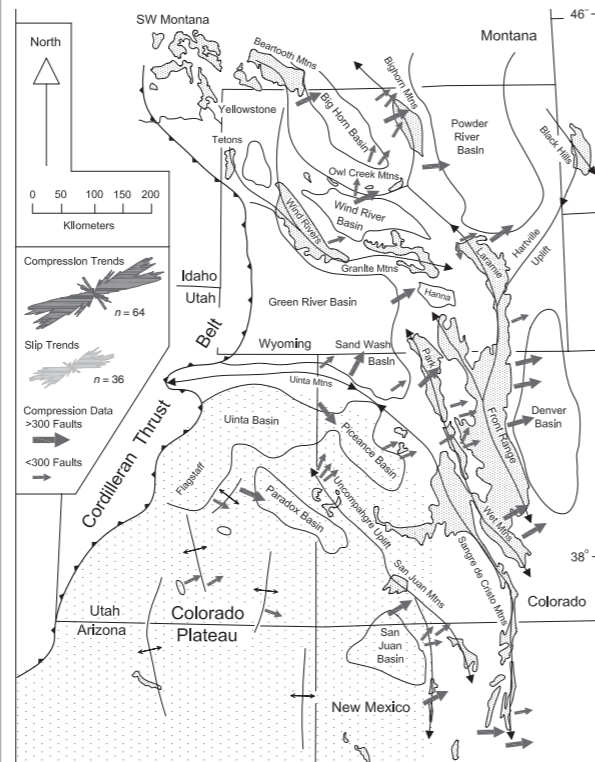 North
0 50 100 150 200
Kilometers
Compression Trends
n = 64
Slip Trends
n = 36
Compression Data
>300 Faults
<300 Faults
SW Montana
Beartooth Mtns
Montana
46°
Bighorn Mtns
Yellowstone
Big Horn Basin
Powder
River
Basin
Tetons
Black Hills
Owl Creek Mtns
Wind River
Basin
Wind Rivers
Granite Mtns
Laramie
Hartville
Uplift
Idaho
Utah
Green River Basin
Hanna
Belt
Wyoming
Sand Wash
Basin
Park
Uinta Mtns
Front Range
Denver
Basin
Uinta Basin
Piceance Basin
Cordilleran Thrust
Flagstaff
Paradox Basin
Uncompahgre Uplift
Wet Mtns
38°
San Juan Mtns
Sangre de Cristo Mtns
Colorado
Utah
Arizona
Colorado
Plateau
San
Juan
Basin
New Mexico